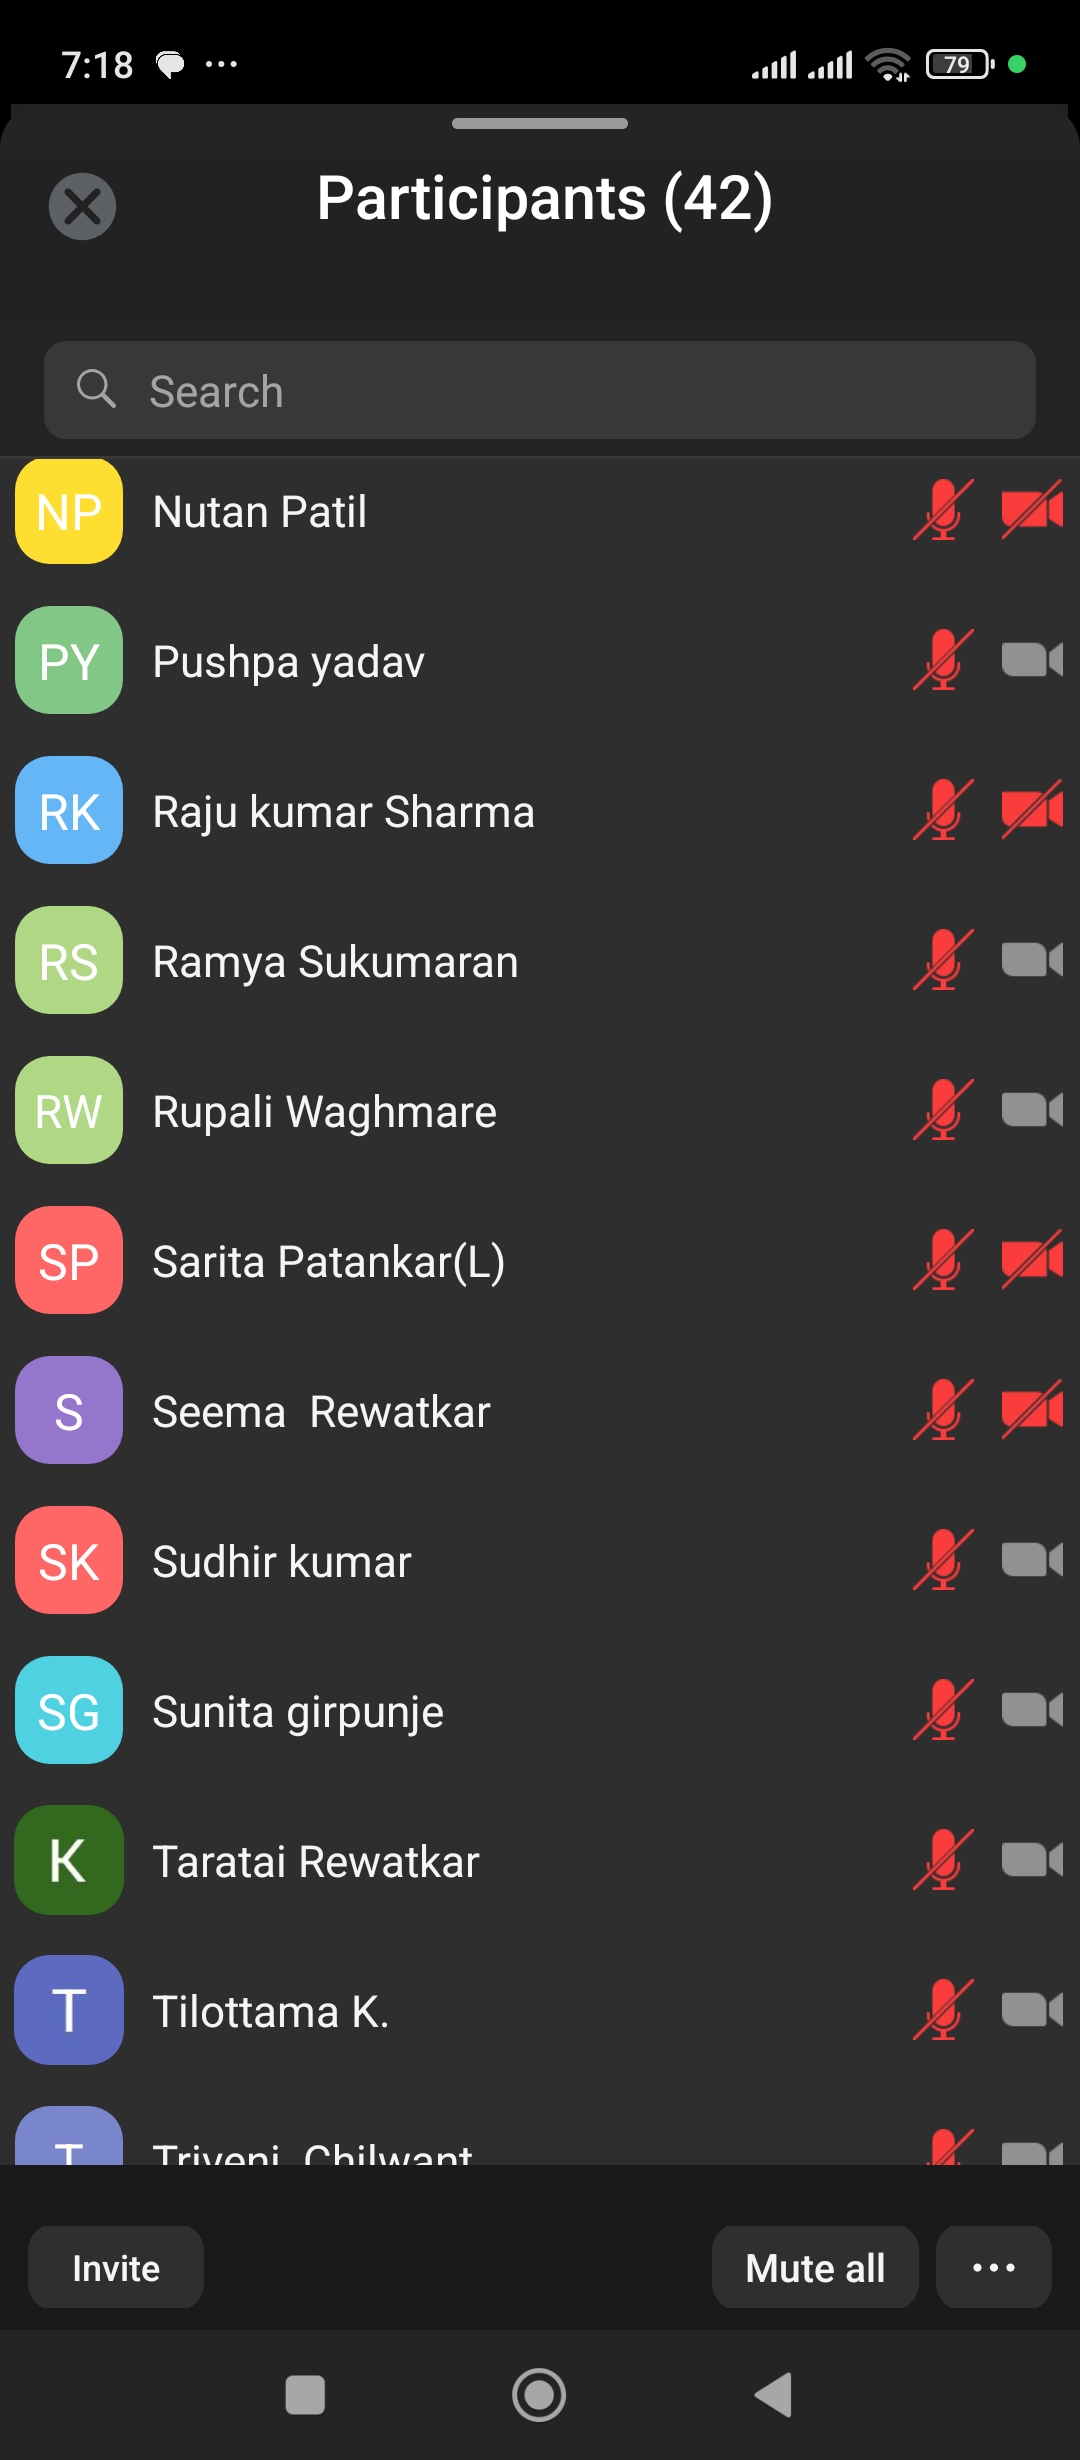 7:18
79
Participants (42)
Search
NP Nutan Patil
PY Pushpa yadav
RK Raju kumar Sharma
RS Ramya Sukumaran
RW Rupali Waghmare
SP Sarita Patankar(L)
S Seema  Rewatkar
SK Sudhir kumar
SG Sunita girpunje
K Taratai Rewatkar
T Tilottama K.
T Triveni  Chilwant
Invite Mute all